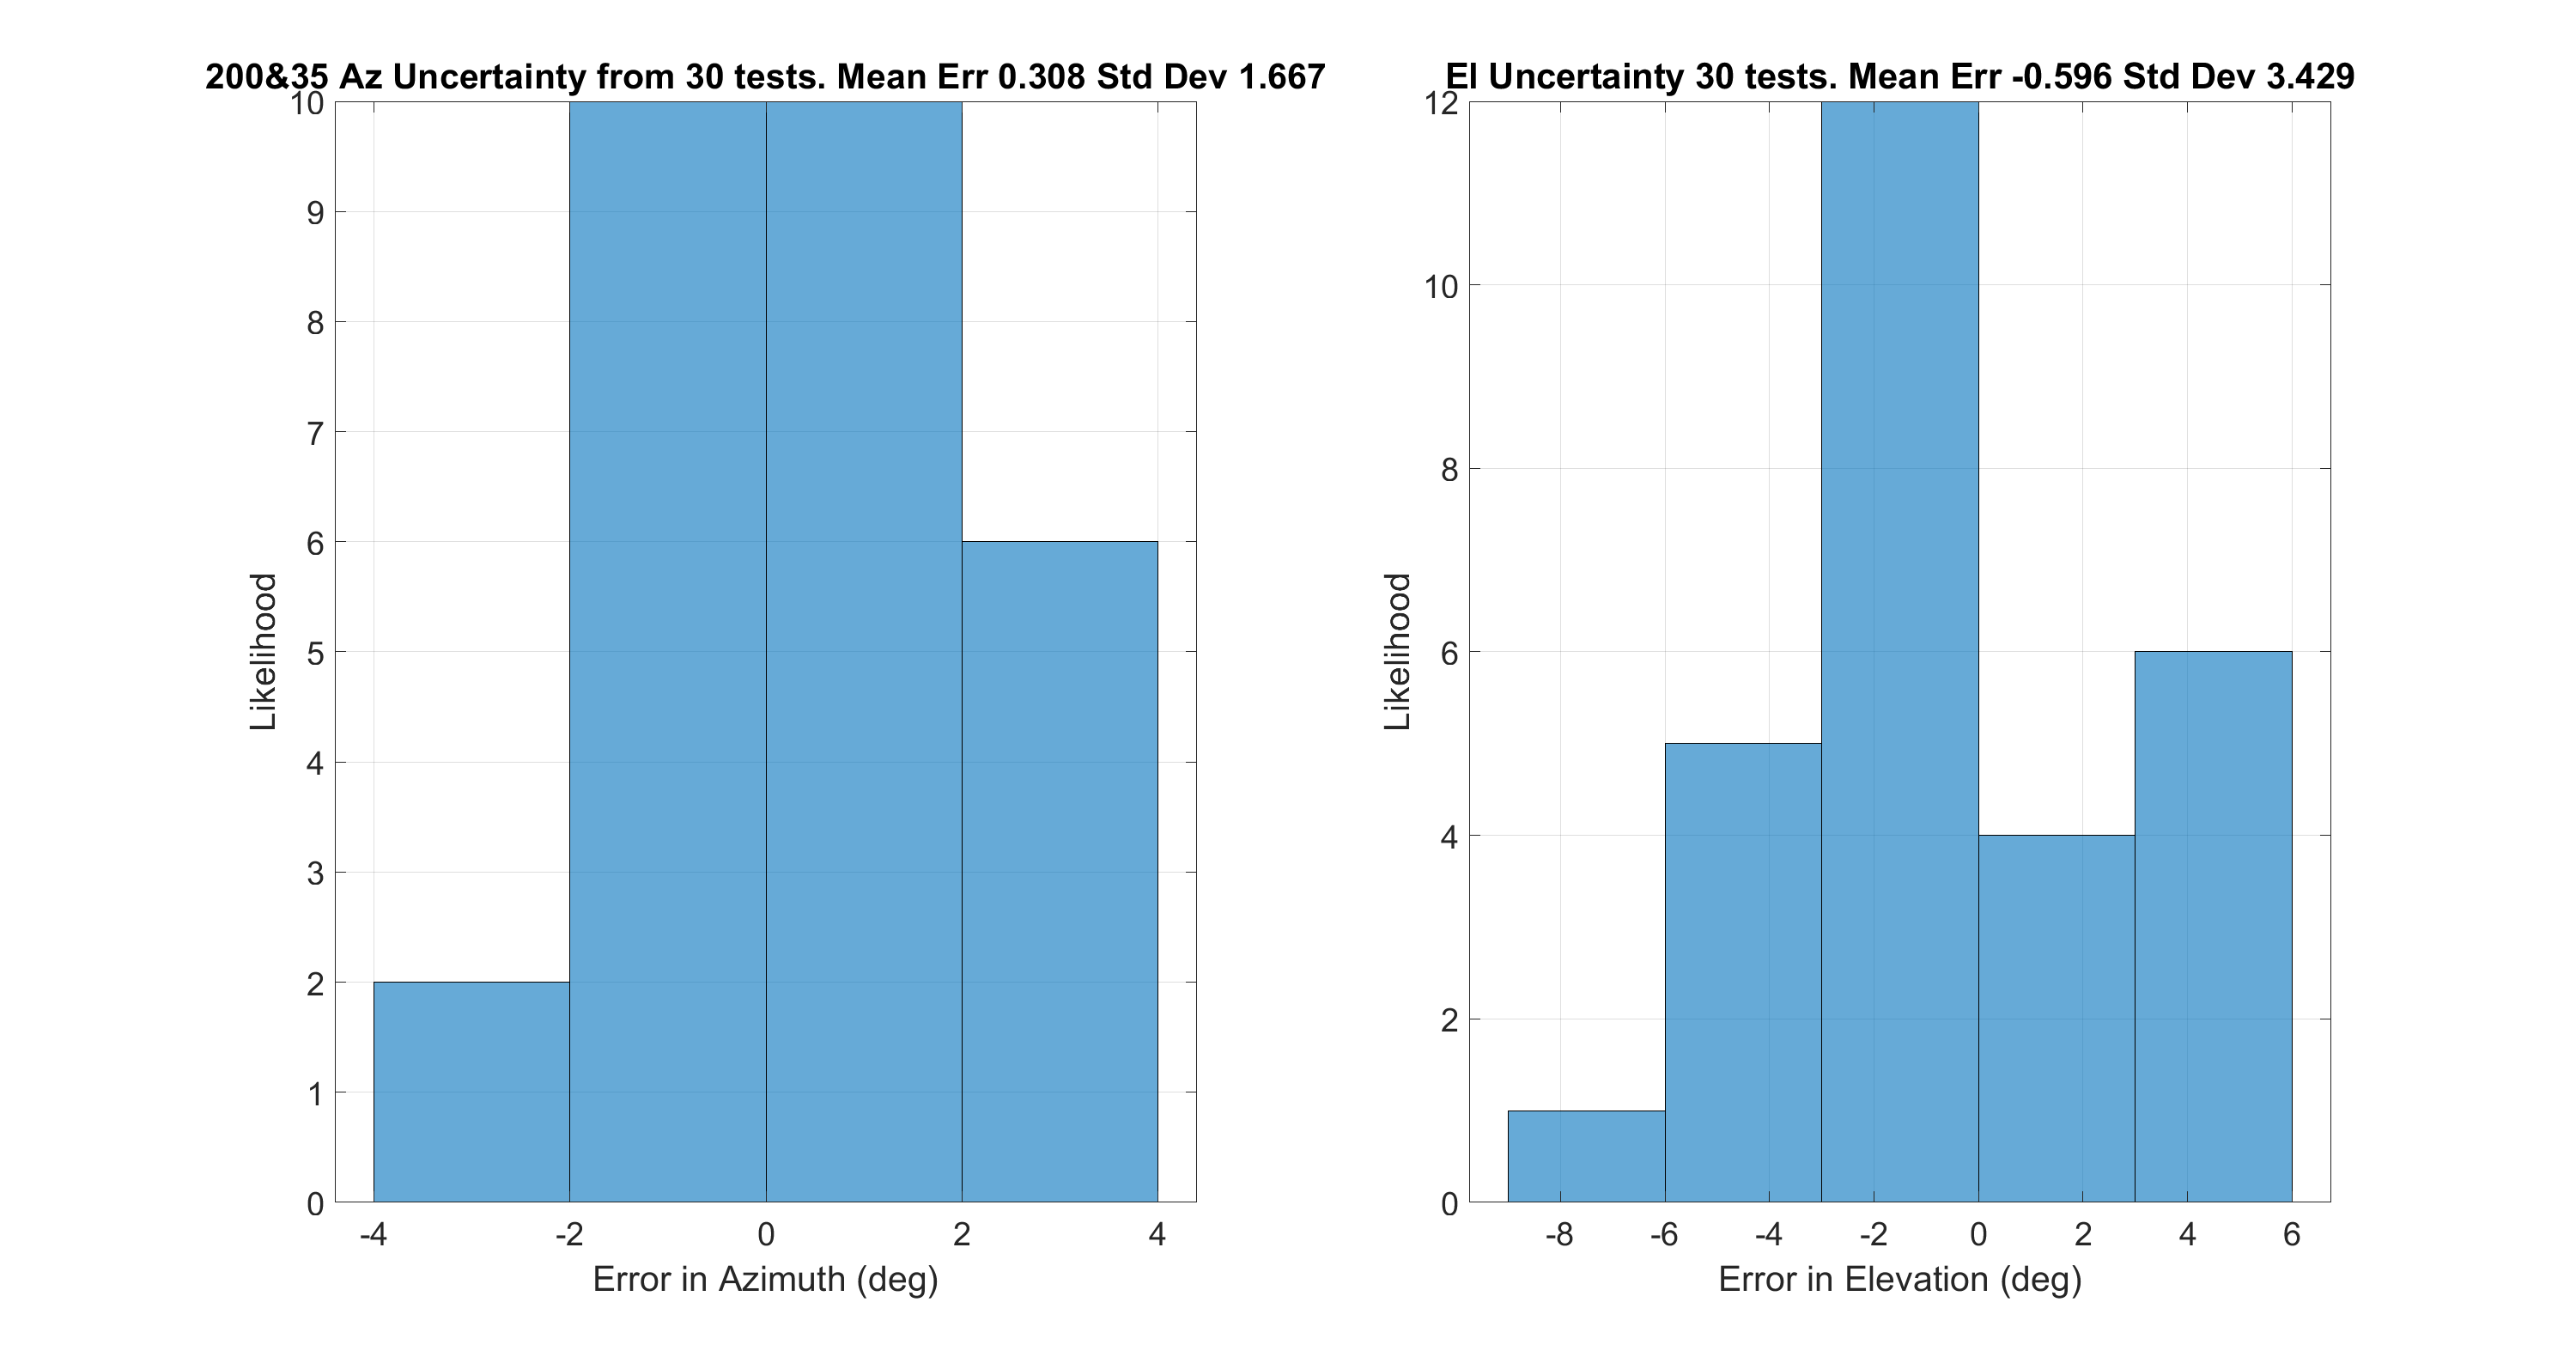 200&35 Az Uncertainty from 30 tests. Mean Err 0.308 Std Dev 1.667
10
9
8
7
6
5
4
3
2
1
0
Likelihood
-4 -2 0 2 4
Error in Azimuth (deg)
El Uncertainty 30 tests. Mean Err -0.596 Std Dev 3.429
12
10
8
6
4
2
0
Likelihood
-8 -6 -4 -2 0 2 4 6
Error in Elevation (deg)